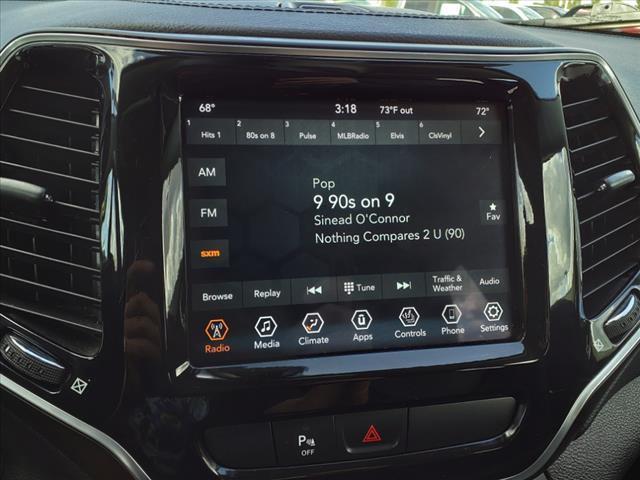 68° 3:18 73°F out 72°
1 Hits 1 2 80s on 8 3 Pulse 4 MLBRadio 5 Elvis 6 ClsVinyl
AM
FM
sxm
Pop
9 90s on 9
Sinead O'Connor
Nothing Compares 2 U (90)
Fav
Browse Replay Tune Traffic & Weather Audio
Radio Media Climate Apps Controls Phone Settings
P OFF